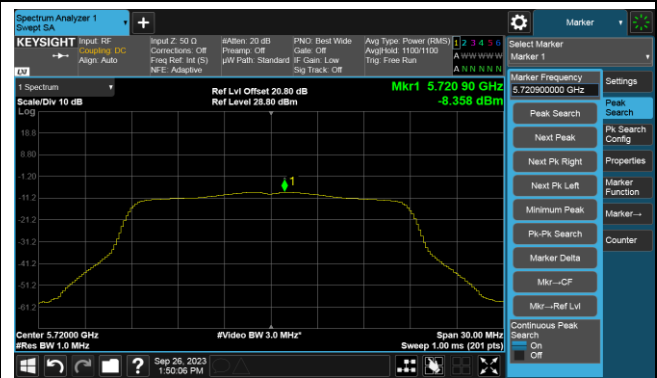 Spectrum Analyzer 1
Swept SA
Marker
KEYSIGHT
Input: RF
Coupling: DC
Align: Auto
Input Z: 50 Ω
Corrections: Off
Freq Ref: Int (S)
NFE: Adaptive
#Atten: 20 dB
Preamp: Off
µW Path: Standard
PNO: Best Wide
Gate: Off
IF Gain: Low
Sig Track: Off
Avg Type: Power (RMS)
Avg|Hold: 1100/1100
Trig: Free Run
1 2 3 4 5 6
A W W W W W
A N N N N N
LXI
Select Marker
Marker 1
1 Spectrum
Scale/Div 10 dB
Log
Ref Lvl Offset 20.80 dB
Ref Level 28.80 dBm
Mkr1 5.720 90 GHz
-8.358 dBm
18.8
8.80
-1.20
-11.2
-21.2
-31.2
-41.2
-51.2
-61.2
1
Center 5.72000 GHz
#Res BW 1.0 MHz
#Video BW 3.0 MHz*
Span 30.00 MHz
Sweep 1.00 ms (201 pts)
Marker Frequency
5.720900000 GHz
Peak Search
Next Peak
Next Pk Right
Next Pk Left
Minimum Peak
Pk-Pk Search
Marker Delta
Mkr→CF
Mkr→Ref Lvl
Continuous Peak
Search
On
Off
Settings
Peak
Search
Pk Search
Config
Properties
Marker
Function
Marker→
Counter
?
Sep 26, 2023
1:50:06 PM